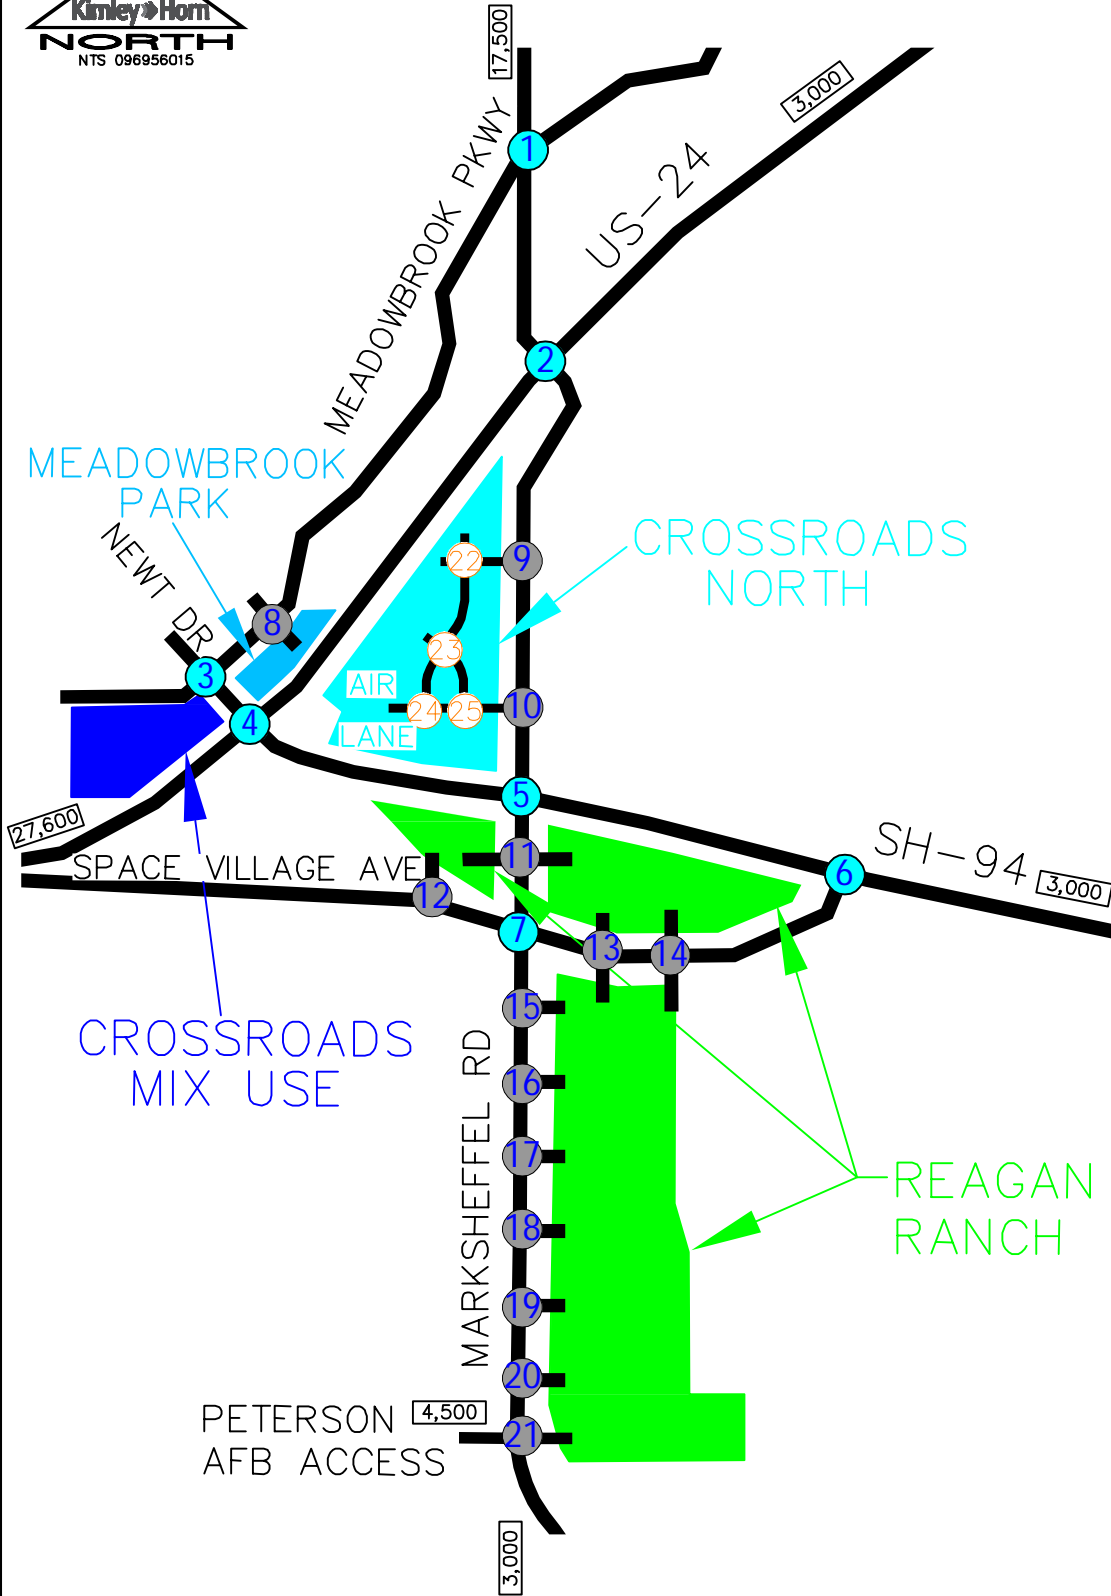 Kimley»Horn
NORTH
NTS 096956015
17,500
3,000
1
MEADOWBROOK PKWY
US-24
2
MEADOWBROOK
PARK
NEWT DR
CROSSROADS
NORTH
22
9
8
23
3
AIR
LANE
24
25
10
4
5
27,600
SPACE VILLAGE AVE
11
12
SH-94
3,000
6
7
13
14
15
CROSSROADS
MIX USE
MARKSHEFFEL RD
16
17
18
REAGAN
RANCH
19
20
PETERSON
AFB ACCESS
4,500
21
3,000